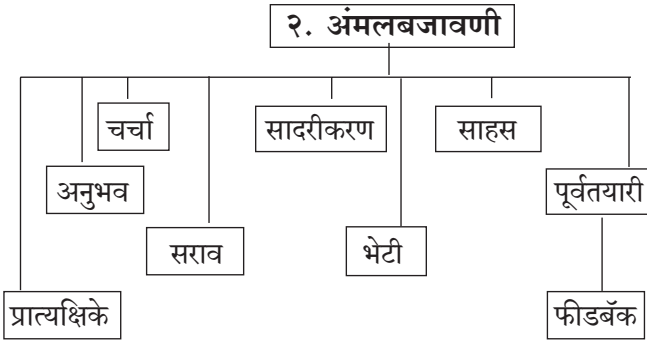 २. अंमलबजावणी
चर्चा
सादरीकरण
साहस
अनुभव
पूर्वतयारी
सराव
भेटी
प्रात्यक्षिके
फीडबॅक